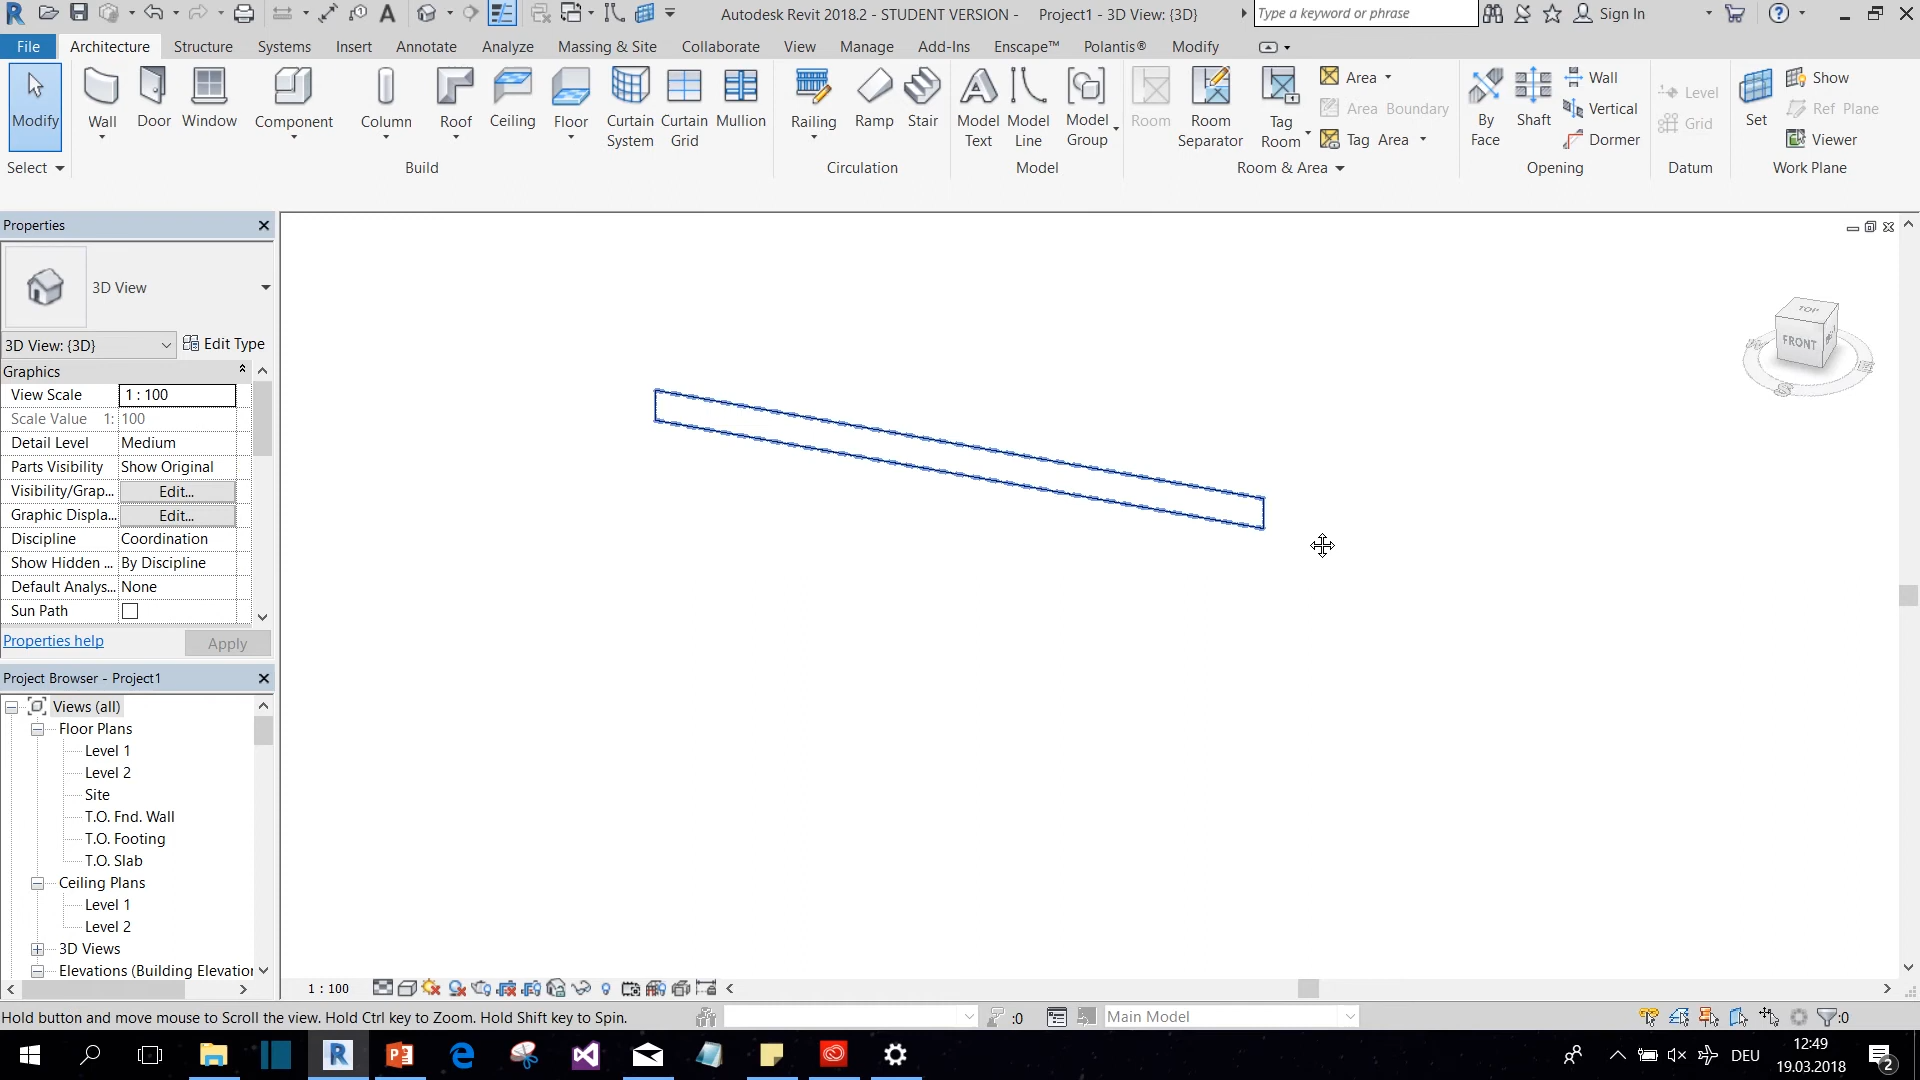 Autodesk Revit 2018.2 - STUDENT VERSION - Project1 - 3D View: {3D}
Type a keyword or phrase
Sign In
File Architecture Structure Systems Insert Annotate Analyze Massing & Site Collaborate View Manage Add-Ins Enscape™ Polantis® Modify
Modify
Wall
Door
Window
Component
Column
Roof
Ceiling
Floor
Curtain System
Curtain Grid
Mullion
Railing
Ramp
Stair
Model Text
Model Line
Model Group
Room
Room Separator
Tag Room
Area
Area Boundary
Tag Area
By Face
Shaft
Wall
Vertical
Dormer
Level
Grid
Set
Show
Ref Plane
Viewer
Select
Build
Circulation
Model
Room & Area
Opening
Datum
Work Plane
Properties
3D View
3D View: {3D}
Edit Type
Graphics
View Scale 1 : 100
Scale Value 1: 100
Detail Level Medium
Parts Visibility Show Original
Visibility/Grap... Edit...
Graphic Displa... Edit...
Discipline Coordination
Show Hidden ... By Discipline
Default Analys... None
Sun Path
Properties help
Apply
Project Browser - Project1
Views (all)
Floor Plans
Level 1
Level 2
Site
T.O. Fnd. Wall
T.O. Footing
T.O. Slab
Ceiling Plans
Level 1
Level 2
3D Views
Elevations (Building Elevation
TOP
FRONT
S
1 : 100
Hold button and move mouse to Scroll the view. Hold Ctrl key to Zoom. Hold Shift key to Spin.
:0
Main Model
:0
DEU
12:49
19.03.2018
2